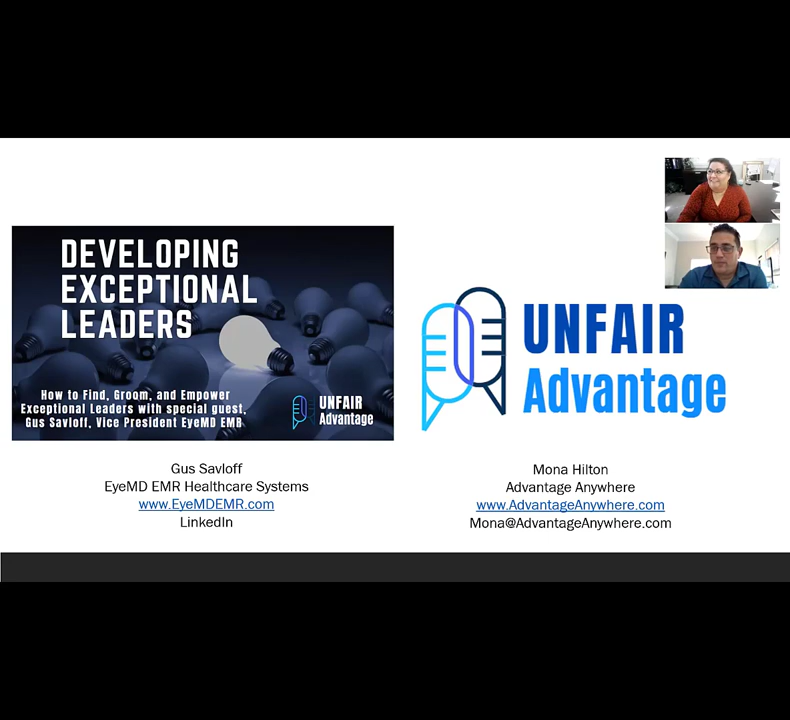 DEVELOPING
EXCEPTIONAL
LEADERS
How to Find, Groom, and Empower
Exceptional Leaders with special guest,
Gus Savloff, Vice President EyeMD EMR
UNFAIR
Advantage
UNFAIR
Advantage
Gus Savloff
EyeMD EMR Healthcare Systems
www.EyeMDEMR.com
LinkedIn
Mona Hilton
Advantage Anywhere
www.AdvantageAnywhere.com
Mona@AdvantageAnywhere.com